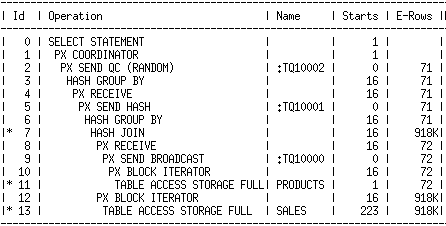 | Id | Operation | Name | Starts | E-Rows |
| 0 | SELECT STATEMENT | | 1 | |
| 1 | PX COORDINATOR | | 1 | |
| 2 | PX SEND QC (RANDOM) | :TQ10002 | 0 | 71 |
| 3 | HASH GROUP BY | | 16 | 71 |
| 4 | PX RECEIVE | | 16 | 71 |
| 5 | PX SEND HASH | :TQ10001 | 0 | 71 |
| 6 | HASH GROUP BY | | 16 | 71 |
|* 7 | HASH JOIN | | 16 | 918K|
| 8 | PX RECEIVE | | 16 | 72 |
| 9 | PX SEND BROADCAST | :TQ10000 | 0 | 72 |
| 10 | PX BLOCK ITERATOR | | 16 | 72 |
|* 11 | TABLE ACCESS STORAGE FULL| PRODUCTS | 1 | 72 |
| 12 | PX BLOCK ITERATOR | | 16 | 918K|
|* 13 | TABLE ACCESS STORAGE FULL | SALES | 223 | 918K|